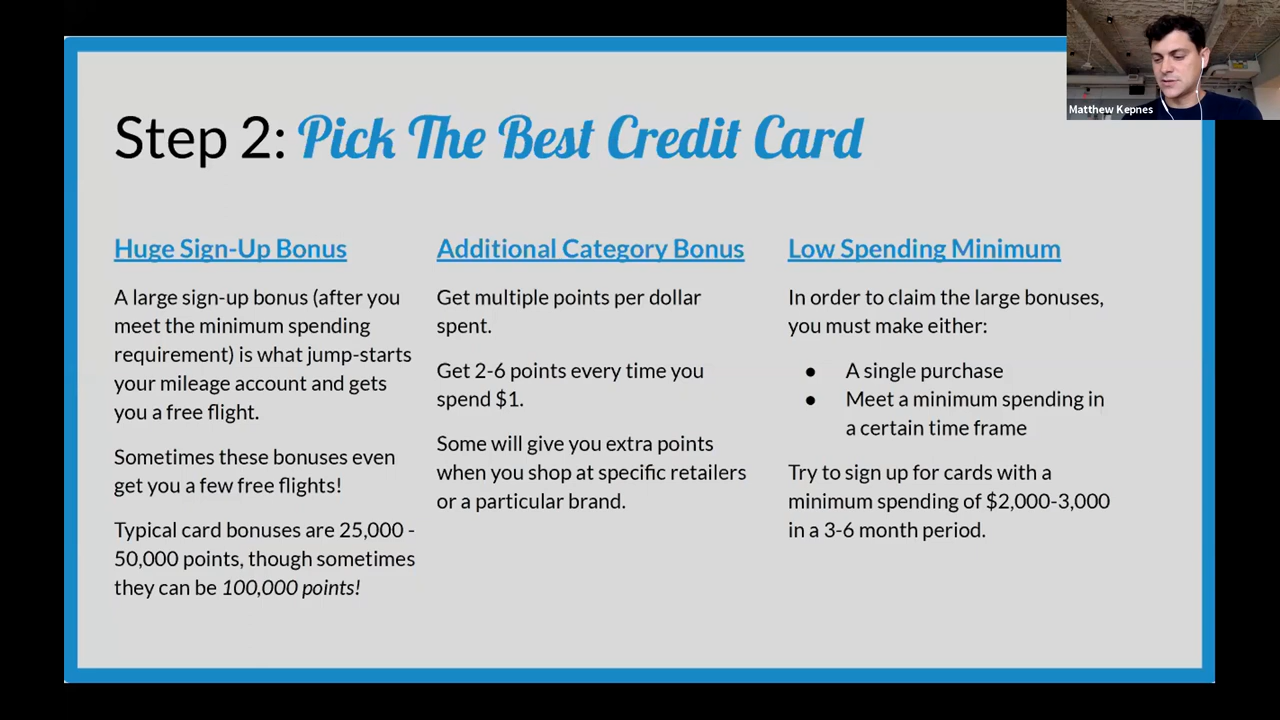 Matthew Kepnes
Step 2: Pick The Best Credit Card
Huge Sign-Up Bonus
A large sign-up bonus (after you
meet the minimum spending
requirement) is what jump-starts
your mileage account and gets
you a free flight.
Sometimes these bonuses even
get you a few free flights!
Typical card bonuses are 25,000 -
50,000 points, though sometimes
they can be 100,000 points!
Additional Category Bonus
Get multiple points per dollar
spent.
Get 2-6 points every time you
spend $1.
Some will give you extra points
when you shop at specific retailers
or a particular brand.
Low Spending Minimum
In order to claim the large bonuses,
you must make either:
● A single purchase
● Meet a minimum spending in
a certain time frame
Try to sign up for cards with a
minimum spending of $2,000-3,000
in a 3-6 month period.